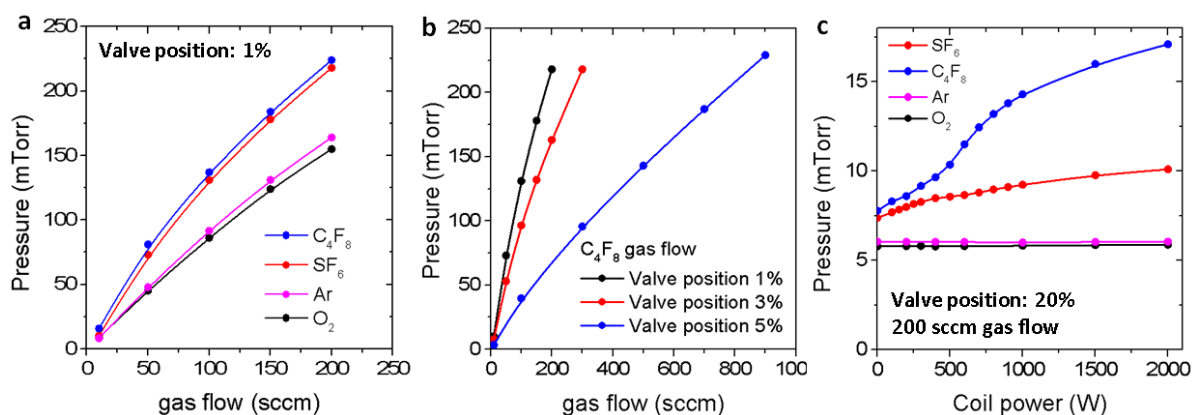 a
Valve position: 1%
Pressure (mTorr)
250
200
150
100
50
0
0 50 100 150 200 250
gas flow (sccm)
C₄F₈
SF₆
Ar
O₂
b
Pressure (mTorr)
250
200
150
100
50
0
0 200 400 600 800 100
gas flow (sccm)
C₄F₈ gas flow
Valve position 1%
Valve position 3%
Valve position 5%
c
SF₆
C₄F₈
Ar
O₂
Pressure (mTorr)
15
10
5
0
0 500 1000 1500 2000
Coil power (W)
Valve position: 20%
200 sccm gas flow